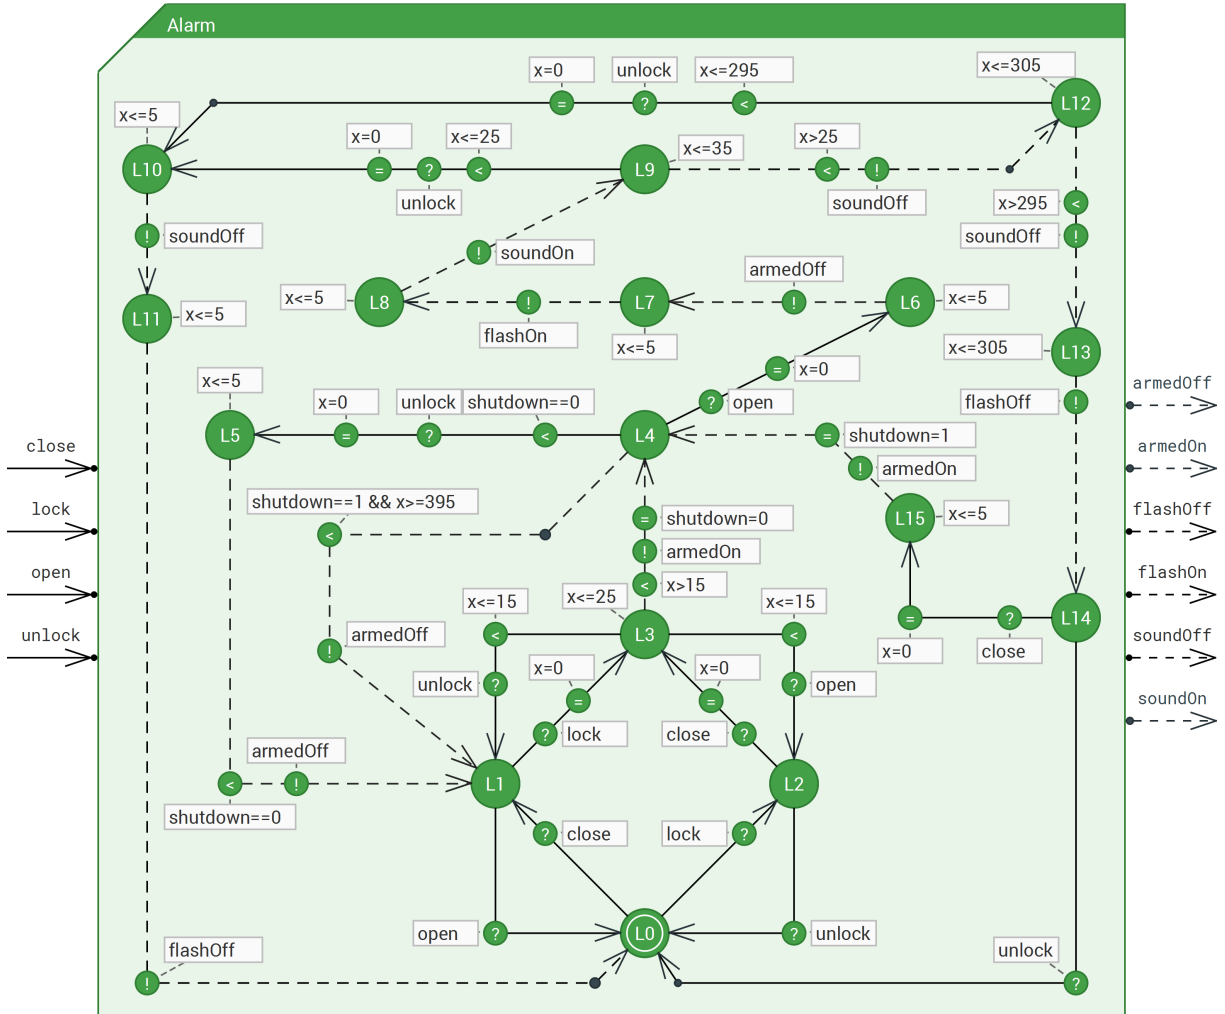 Alarm
x<=305
x=0
unlock
x<=295
L12
x<=5
x=0
x<=25
x<=35
x>25
L10
?
L9
unlock
soundOff
x>295
soundOff
soundOff
soundOn
armedOff
x<=5
L8
L7
L6
x<=5
L11
x<=5
flashOn
x<=5
x<=305
L13
x=0
x<=5
armedOff
x=0
unlock
shutdown==0
open
flashOff
L5
L4
shutdown=1
close
armedOn
armedOn
shutdown==1 && x>=395
lock
shutdown=0
L15
x<=5
flashOff
armedOn
open
x>15
flashOn
x<=15
x<=25
x<=15
L14
unlock
L3
x=0
close
soundOff
armedOff
x=0
x=0
unlock
open
soundOn
lock
close
armedOff
L1
L2
shutdown==0
close
lock
open
L0
unlock
flashOff
unlock